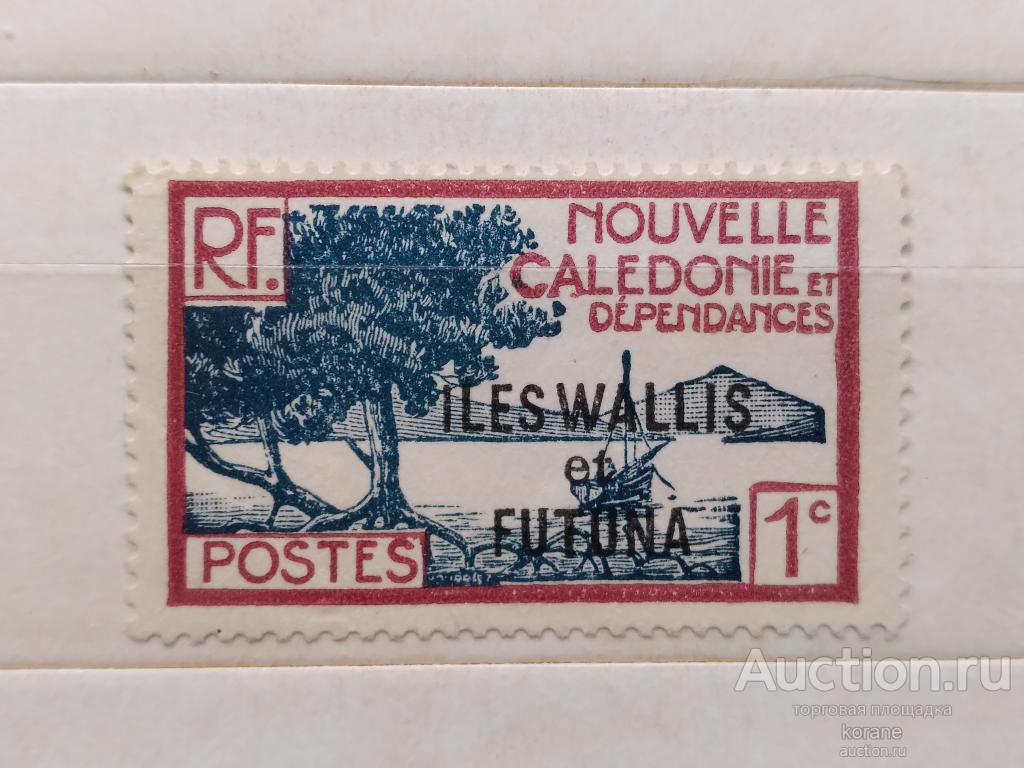 RF.
NOUVELLE
CALEDONIE ET
DÉPENDANCES
ILES WALLIS
et
FUTUNA
POSTES
1c
Auction.ru
торговая площадка
korane
auction.ru